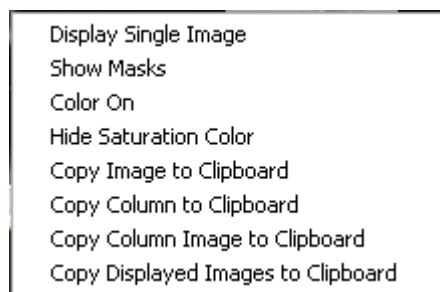 Display Single Image
Show Masks
Color On
Hide Saturation Color
Copy Image to Clipboard
Copy Column to Clipboard
Copy Column Image to Clipboard
Copy Displayed Images to Clipboard